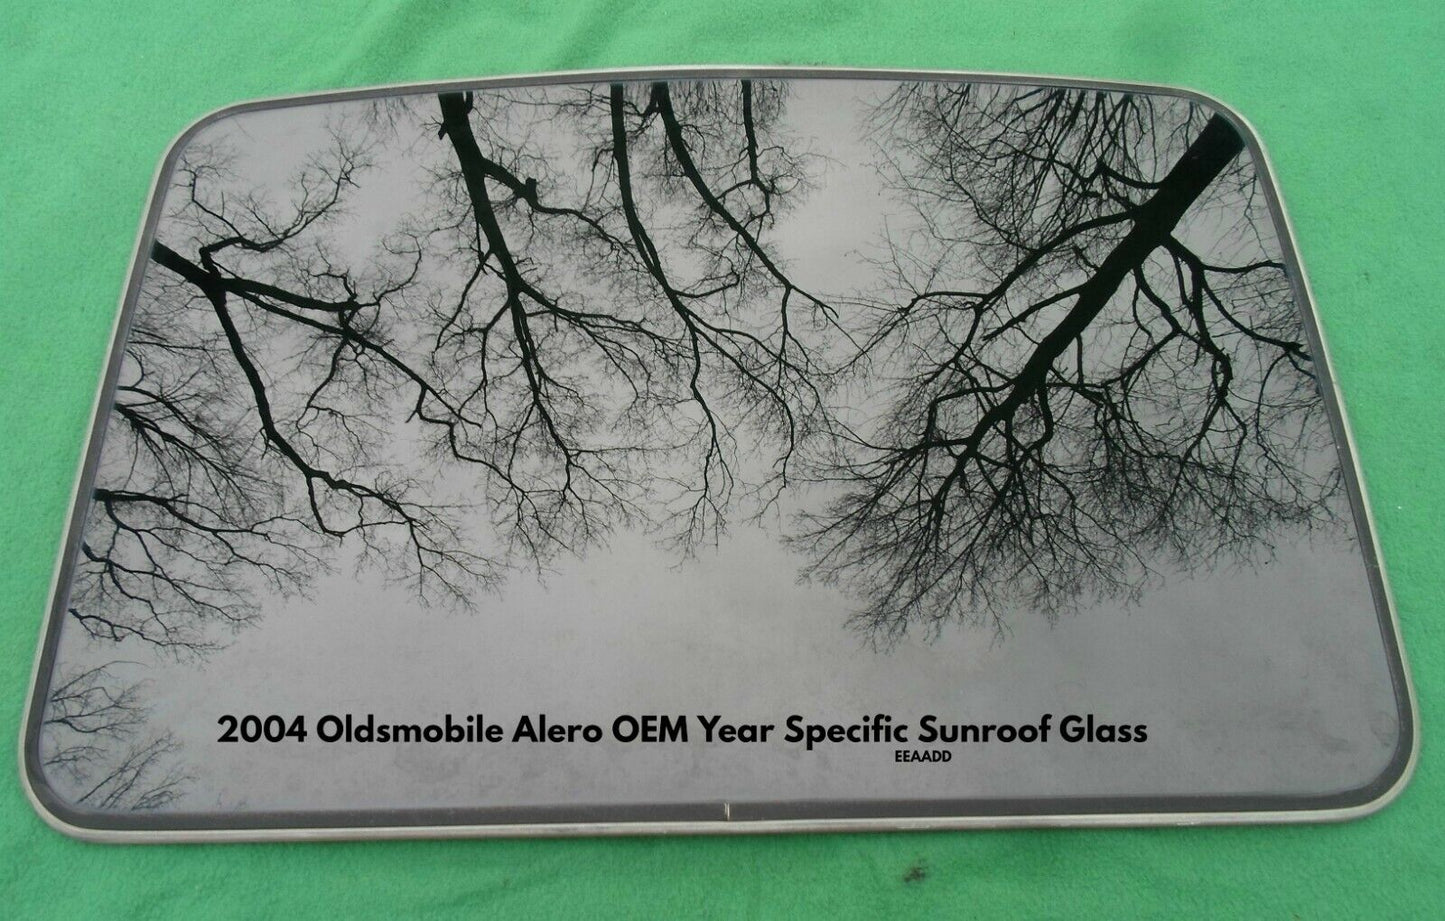 2004 Oldsmobile Alero OEM Year Specific Sunroof Glass
EEAADD